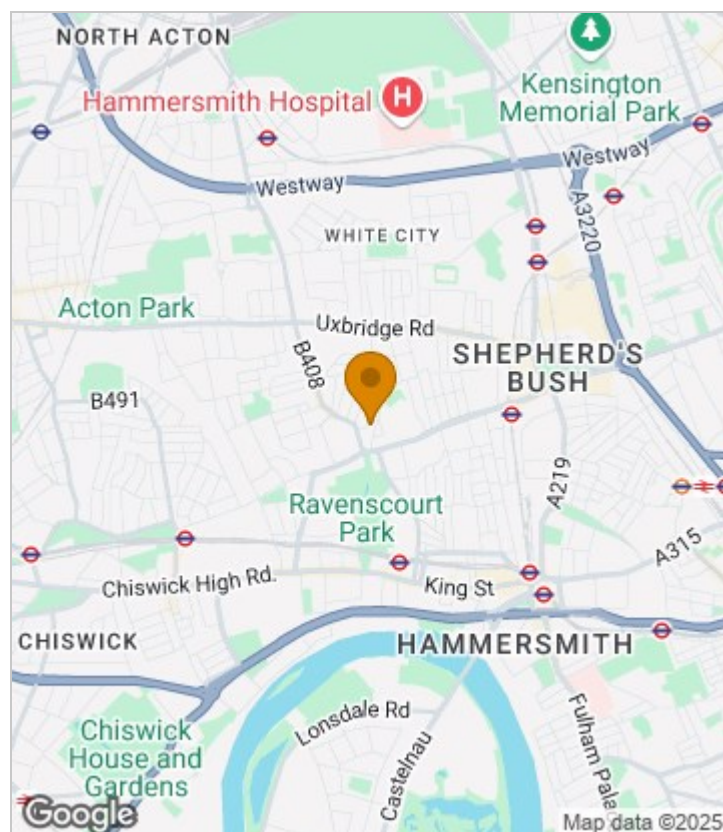 NORTH ACTON
Kensington
Memorial Park
Hammersmith Hospital
H
Westway
Westway
A3220
WHITE CITY
Acton Park
Uxbridge Rd
B408
SHEPHERD'S
BUSH
B491
A219
Ravenscourt
Park
A315
Chiswick High Rd.
King St
CHISWICK
HAMMERSMITH
Lonsdale Rd
Chiswick
House and
Gardens
Castelnau
Fulham Pala
Google
Map data ©2025